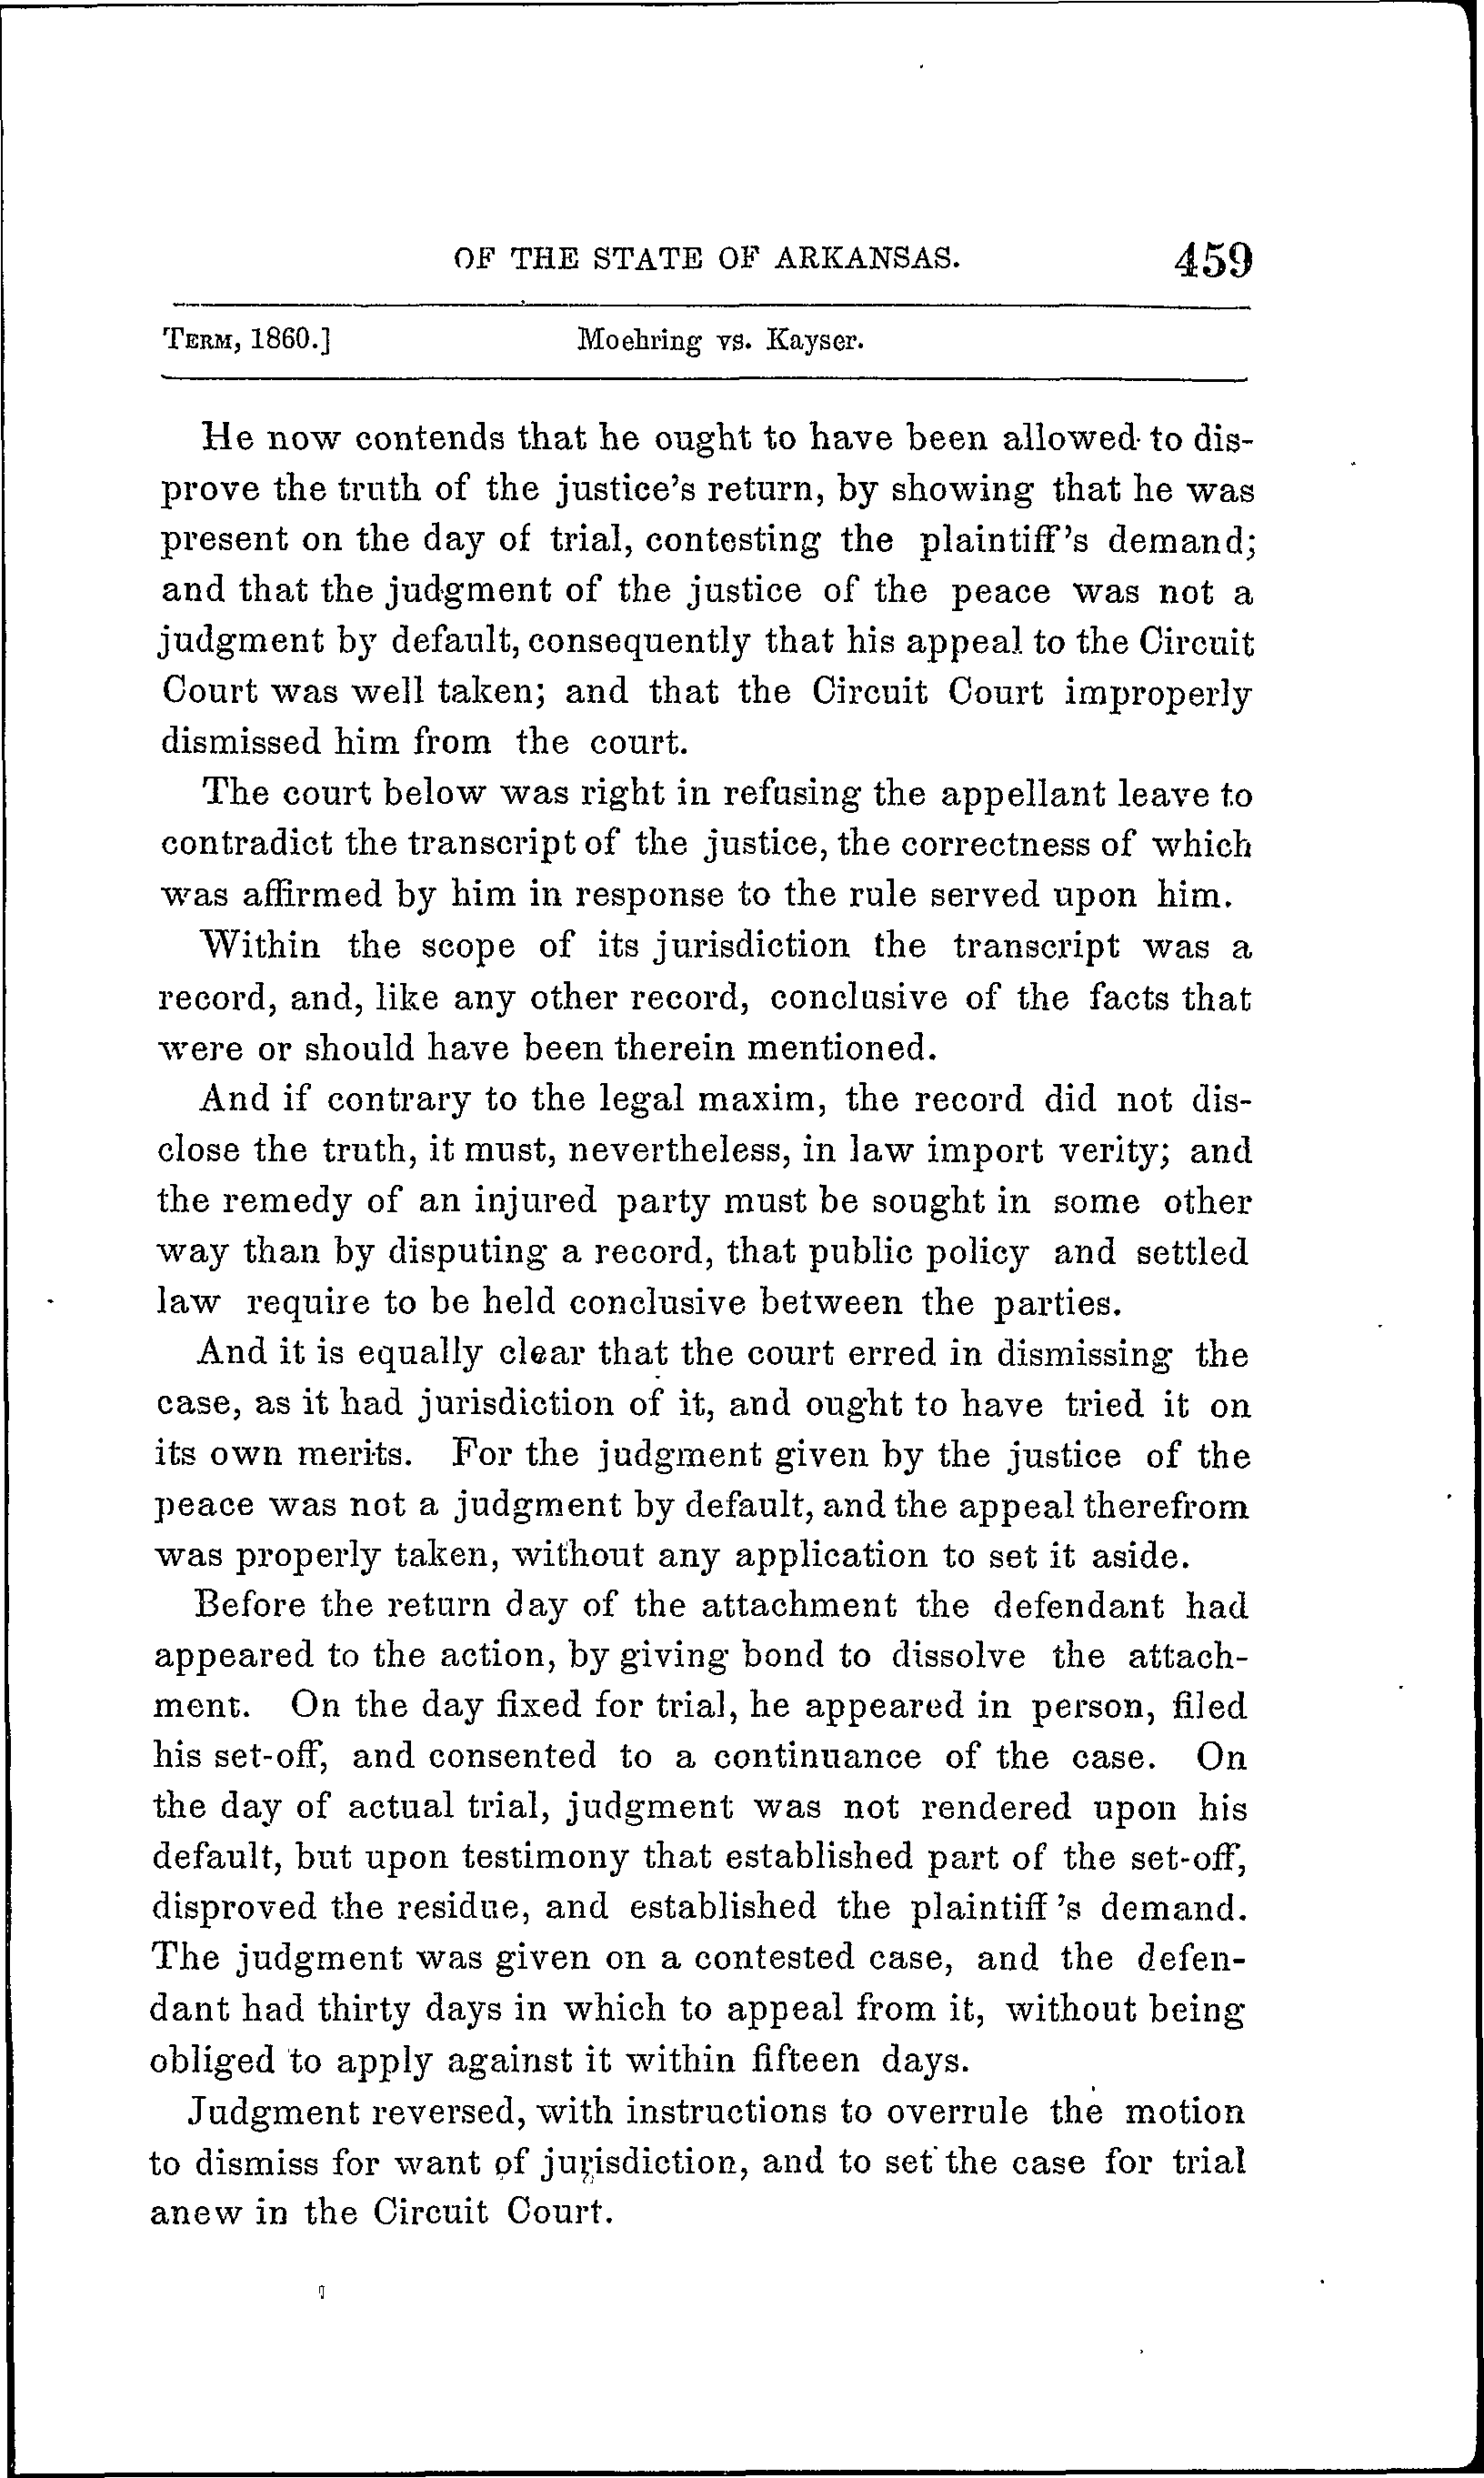 OF THE STATE OF ARKANSAS. 459
TERM, 1860.] Moehring vs. Kayser.
He now contends that he ought to have been allowed to dis-
prove the truth of the justice's return, by showing that he was
present on the day of trial, contesting the plaintiff's demand;
and that the judgment of the justice of the peace was not a
judgment by default, consequently that his appeal to the Circuit
Court was well taken; and that the Circuit Court improperly
dismissed him from the court.
The court below was right in refusing the appellant leave to
contradict the transcript of the justice, the correctness of which
was affirmed by him in response to the rule served upon him.
Within the scope of its jurisdiction the transcript was a
record, and, like any other record, conclusive of the facts that
were or should have been therein mentioned.
And if contrary to the legal maxim, the record did not dis-
close the truth, it must, nevertheless, in law import verity; and
the remedy of an injured party must be sought in some other
way than by disputing a record, that public policy and settled
law require to be held conclusive between the parties.
And it is equally clear that the court erred in dismissing the
case, as it had jurisdiction of it, and ought to have tried it on
its own merits. For the judgment given by the justice of the
peace was not a judgment by default, and the appeal therefrom
was properly taken, without any application to set it aside.
Before the return day of the attachment the defendant had
appeared to the action, by giving bond to dissolve the attach-
ment. On the day fixed for trial, he appeared in person, filed
his set-off, and consented to a continuance of the case. On
the day of actual trial, judgment was not rendered upon his
default, but upon testimony that established part of the set-off,
disproved the residue, and established the plaintiff's demand.
The judgment was given on a contested case, and the defen-
dant had thirty days in which to appeal from it, without being
obliged to apply against it within fifteen days.
Judgment reversed, with instructions to overrule the motion
to dismiss for want of jurisdiction, and to set the case for trial
anew in the Circuit Court.